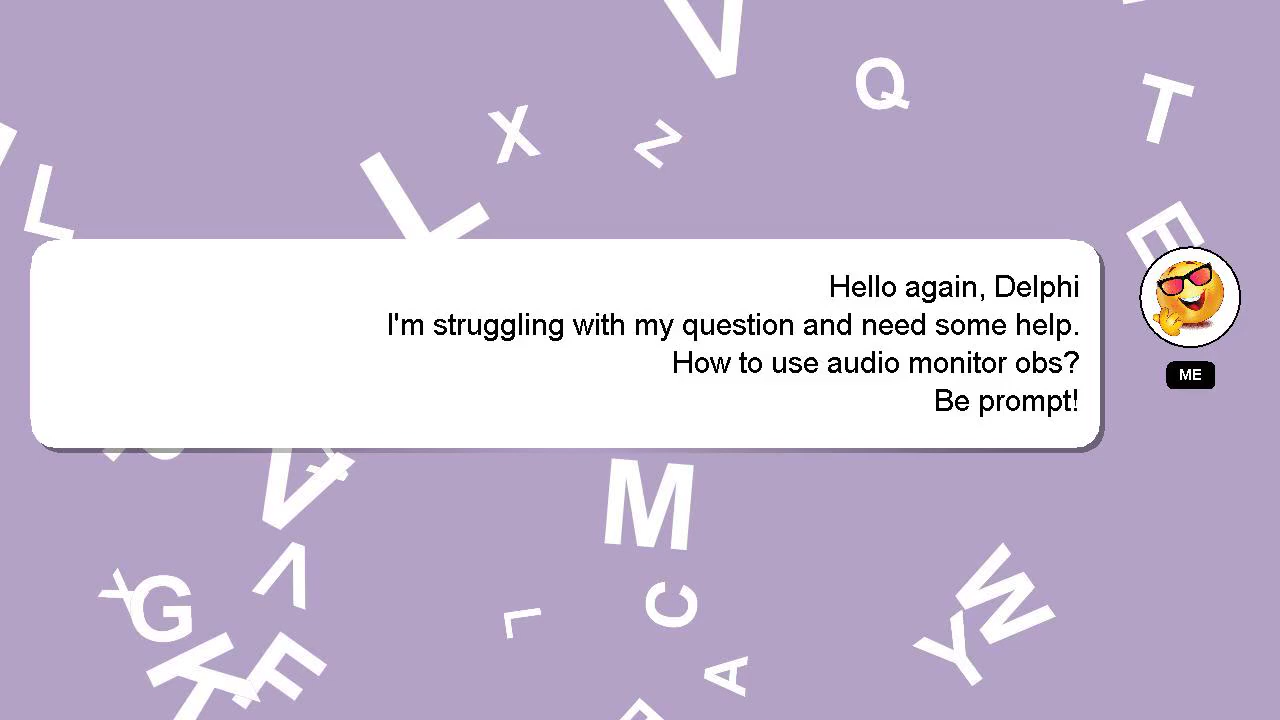 Hello again, Delphi
I'm struggling with my question and need some help.
How to use audio monitor obs?
Be prompt!
ME
V
Q
X
Z
T
L
L
E
V
M
V
X
G
L
C
W
Y
K
F
A